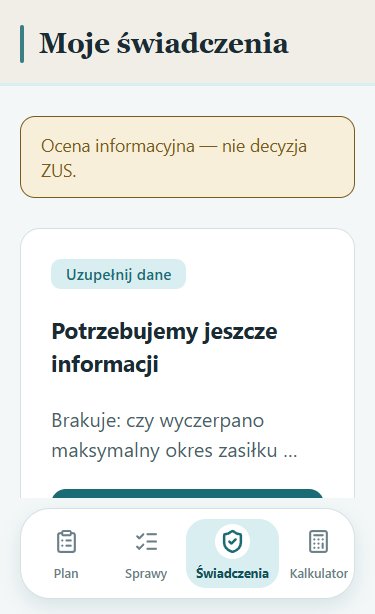 Moje świadczenia
Ocena informacyjna — nie decyzja
ZUS.
Uzupełnij dane
Potrzebujemy jeszcze
informacji
Brakuje: czy wyczerpano
maksymalny okres zasiłku ...
Plan
Sprawy
Świadczenia
Kalkulator